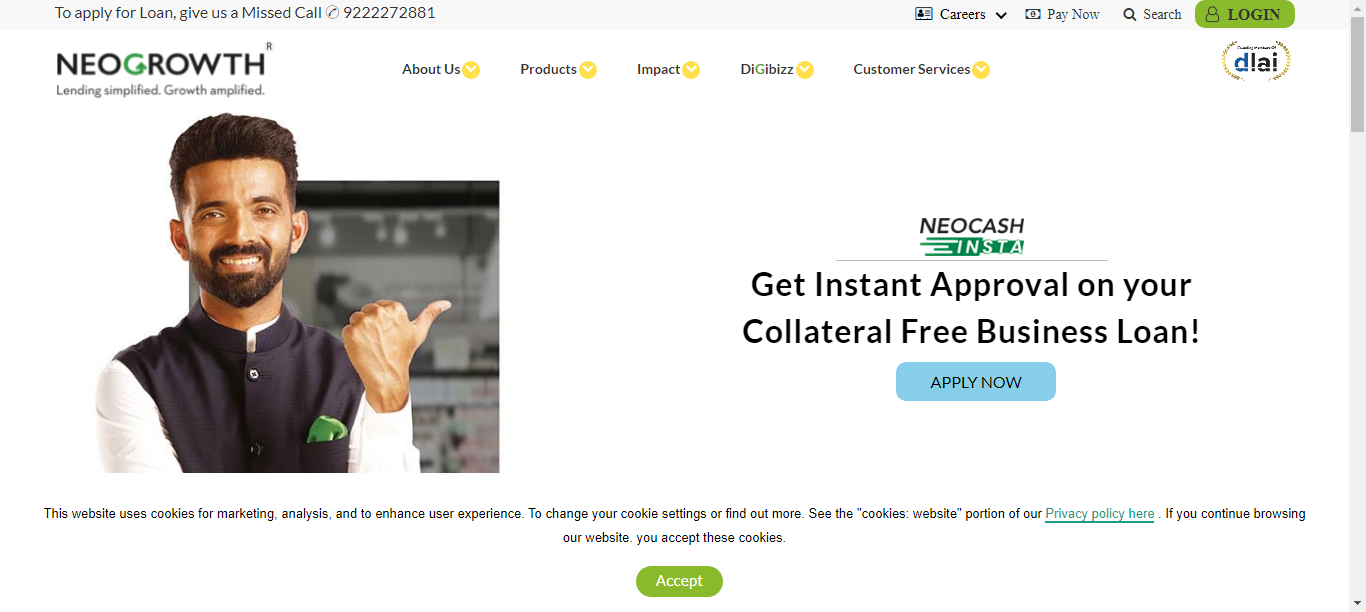 To apply for Loan, give us a Missed Call ✆ 9222272881
Careers Pay Now Search LOGIN
NEOGROWTH R
Lending simplified. Growth amplified.
About Us Products Impact DiGibizz Customer Services
Founding Members Of
dlai
NEOCASH
INSTA
Get Instant Approval on your
Collateral Free Business Loan!
APPLY NOW
This website uses cookies for marketing, analysis, and to enhance user experience. To change your cookie settings or find out more. See the "cookies: website" portion of our Privacy policy here . If you continue browsing
our website. you accept these cookies.
Accept